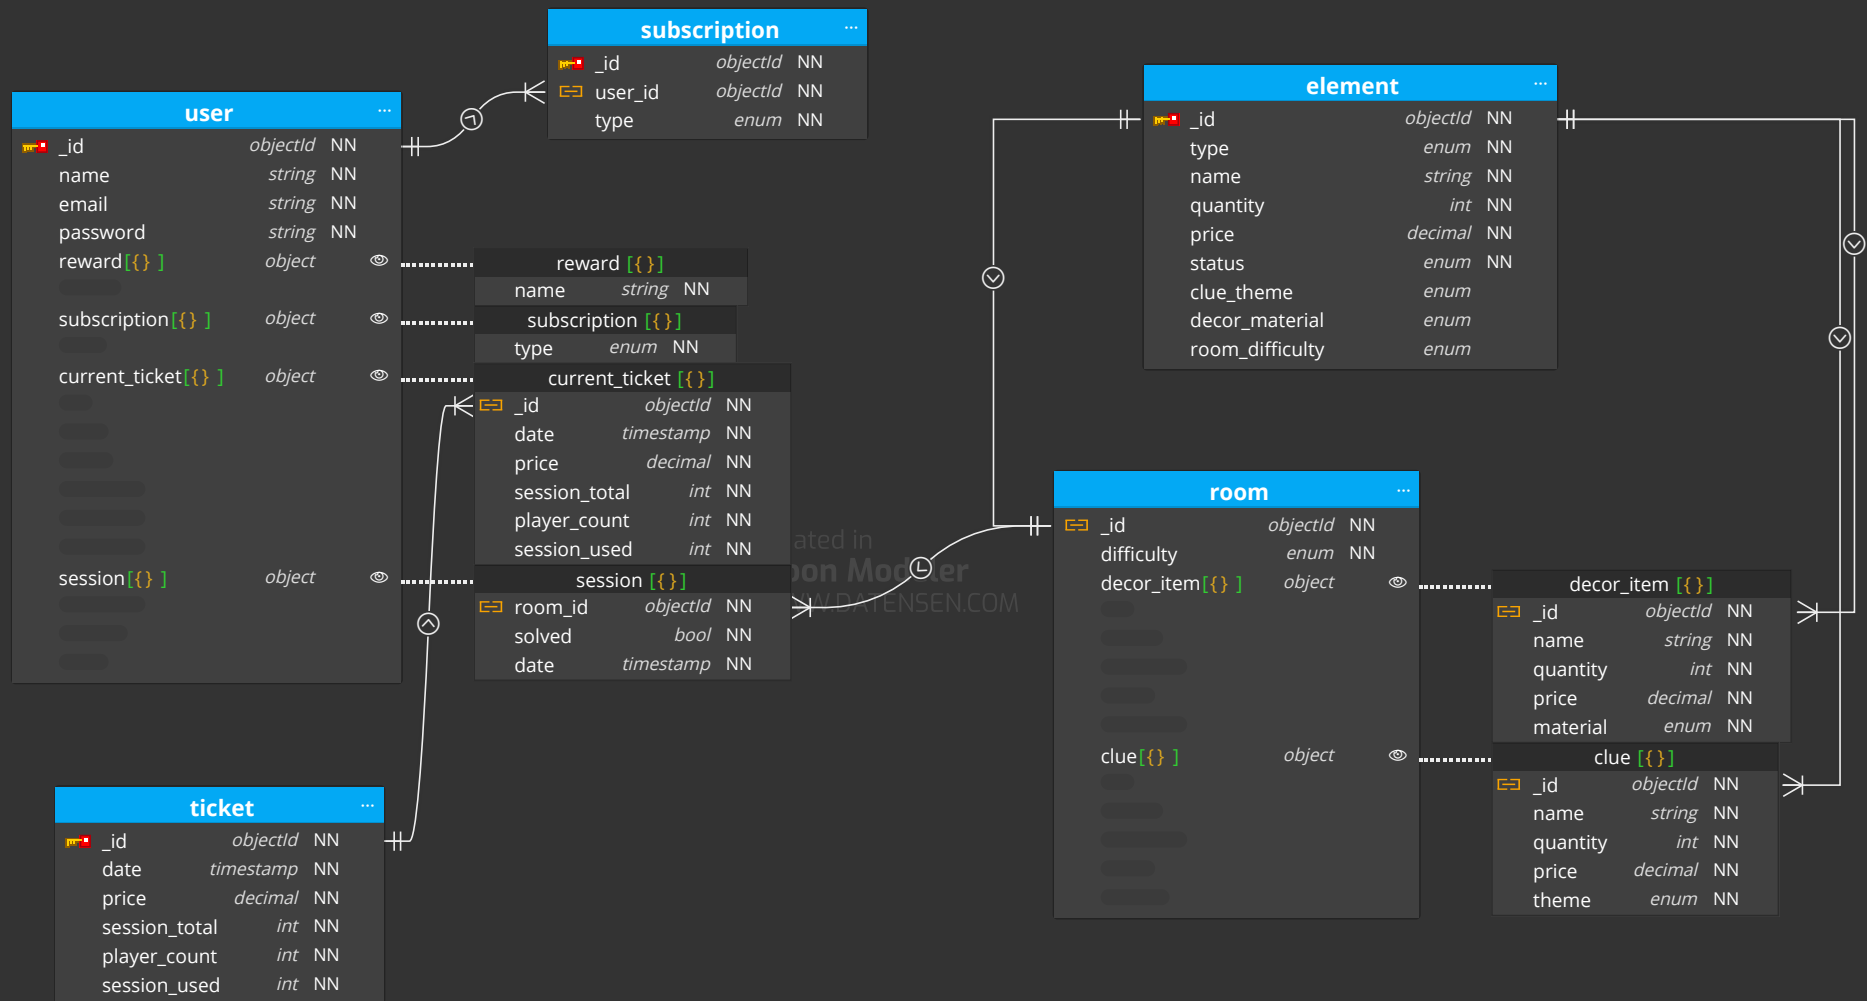 subscription ...
_id objectId NN
user_id objectId NN
type enum NN
user ...
_id objectId NN
name string NN
email string NN
password string NN
reward[{} ] object
subscription[{} ] object
current_ticket[{} ] object
session[{} ] object
reward [{}]
name string NN
subscription [{}]
type enum NN
current_ticket [{}]
_id objectId NN
date timestamp NN
price decimal NN
session_total int NN
player_count int NN
session_used int NN
session [{}]
room_id objectId NN
solved bool NN
date timestamp NN
ticket ...
_id objectId NN
date timestamp NN
price decimal NN
session_total int NN
player_count int NN
session_used int NN
element ...
_id objectId NN
type enum NN
name string NN
quantity int NN
price decimal NN
status enum NN
clue_theme enum
decor_material enum
room_difficulty enum
room ...
_id objectId NN
difficulty enum NN
decor_item[{} ] object
clue[{} ] object
decor_item [{}]
_id objectId NN
name string NN
quantity int NN
price decimal NN
material enum NN
clue [{}]
_id objectId NN
name string NN
quantity int NN
price decimal NN
theme enum NN
in
.DATENSEN.COM